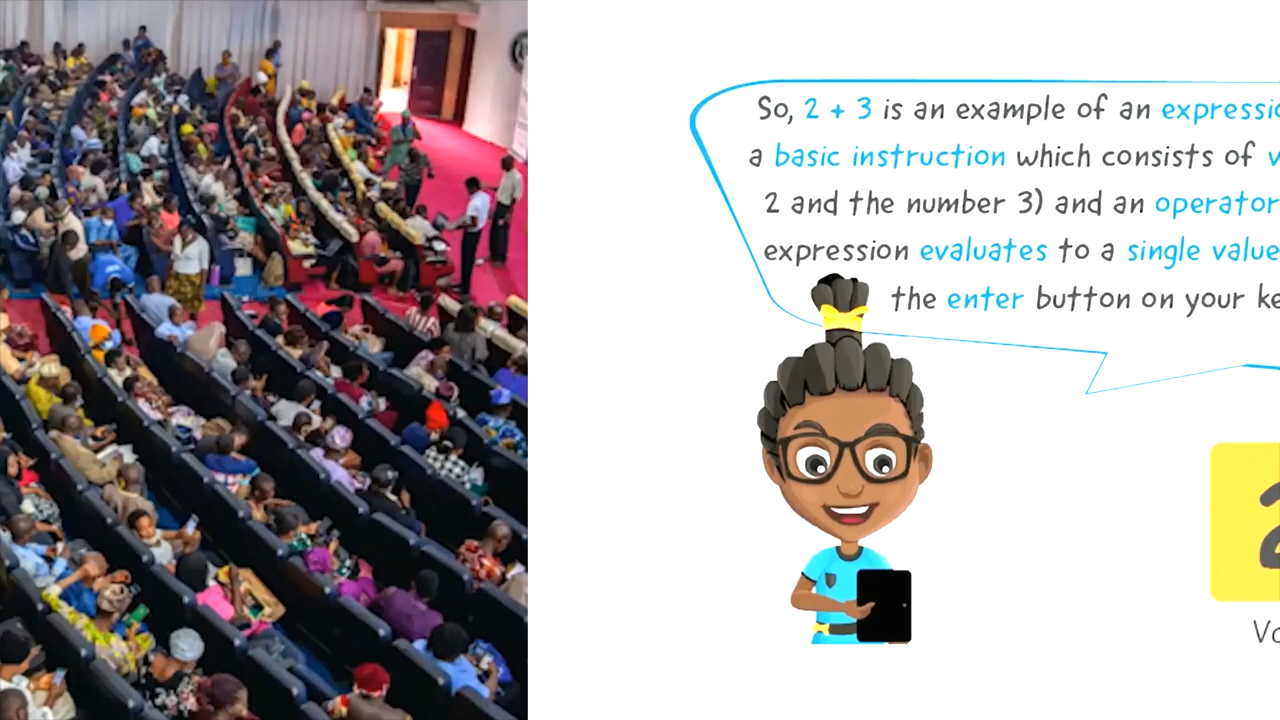 So, 2 + 3 is an example of an
a basic instruction which consists of
2 and the number 3) and an operator
expression evaluates to a single value
the enter button on your
2